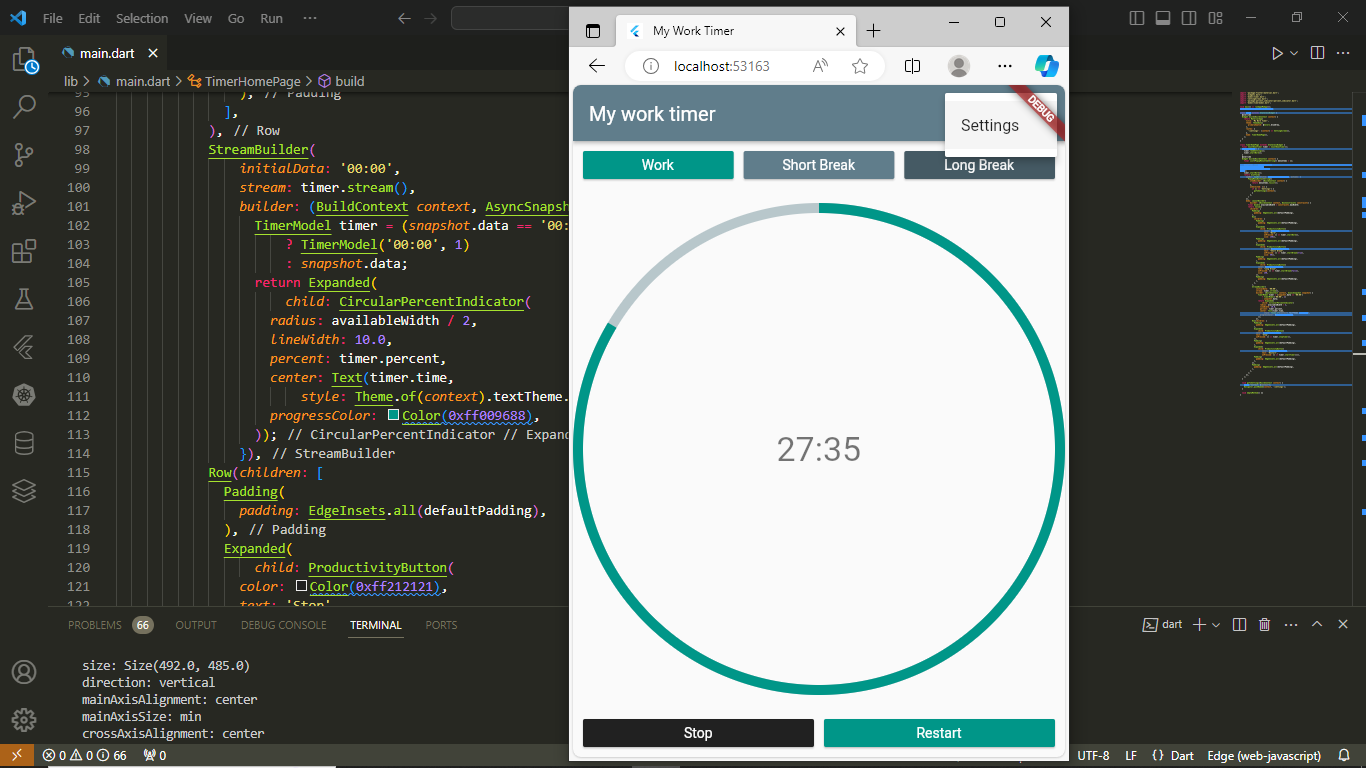 File Edit Selection View Go Run ···
main.dart
lib > main.dart > TimerHomePage > build
95 ), // Padding
96 ],
97 ), // Row
98 StreamBuilder(
99 initialData: '00:00',
100 stream: timer.stream(),
101 builder: (BuildContext context, AsyncSnapsh
102 TimerModel timer = (snapshot.data == '00:
103 ? TimerModel('00:00', 1)
104 : snapshot.data;
105 return Expanded(
106 child: CircularPercentIndicator(
107 radius: availableWidth / 2,
108 lineWidth: 10.0,
109 percent: timer.percent,
110 center: Text(timer.time,
111 style: Theme.of(context).textTheme.
112 progressColor: Color(0xff009688),
113 )); // CircularPercentIndicator // Expand
114 }), // StreamBuilder
115 Row(children: [
116 Padding(
117 padding: EdgeInsets.all(defaultPadding),
118 ), // Padding
119 Expanded(
120 child: ProductivityButton(
121 color: Color(0xff212121),
122 text: 'Stop'
PROBLEMS 66 OUTPUT DEBUG CONSOLE TERMINAL PORTS
dart
size: Size(492.0, 485.0)
direction: vertical
mainAxisAlignment: center
mainAxisSize: min
crossAxisAlignment: center
0 0 66 0
UTF-8 LF {} Dart Edge (web-javascript)
My Work Timer
localhost:53163
My work timer
Settings
DEBUG
Work Short Break Long Break
27:35
Stop Restart